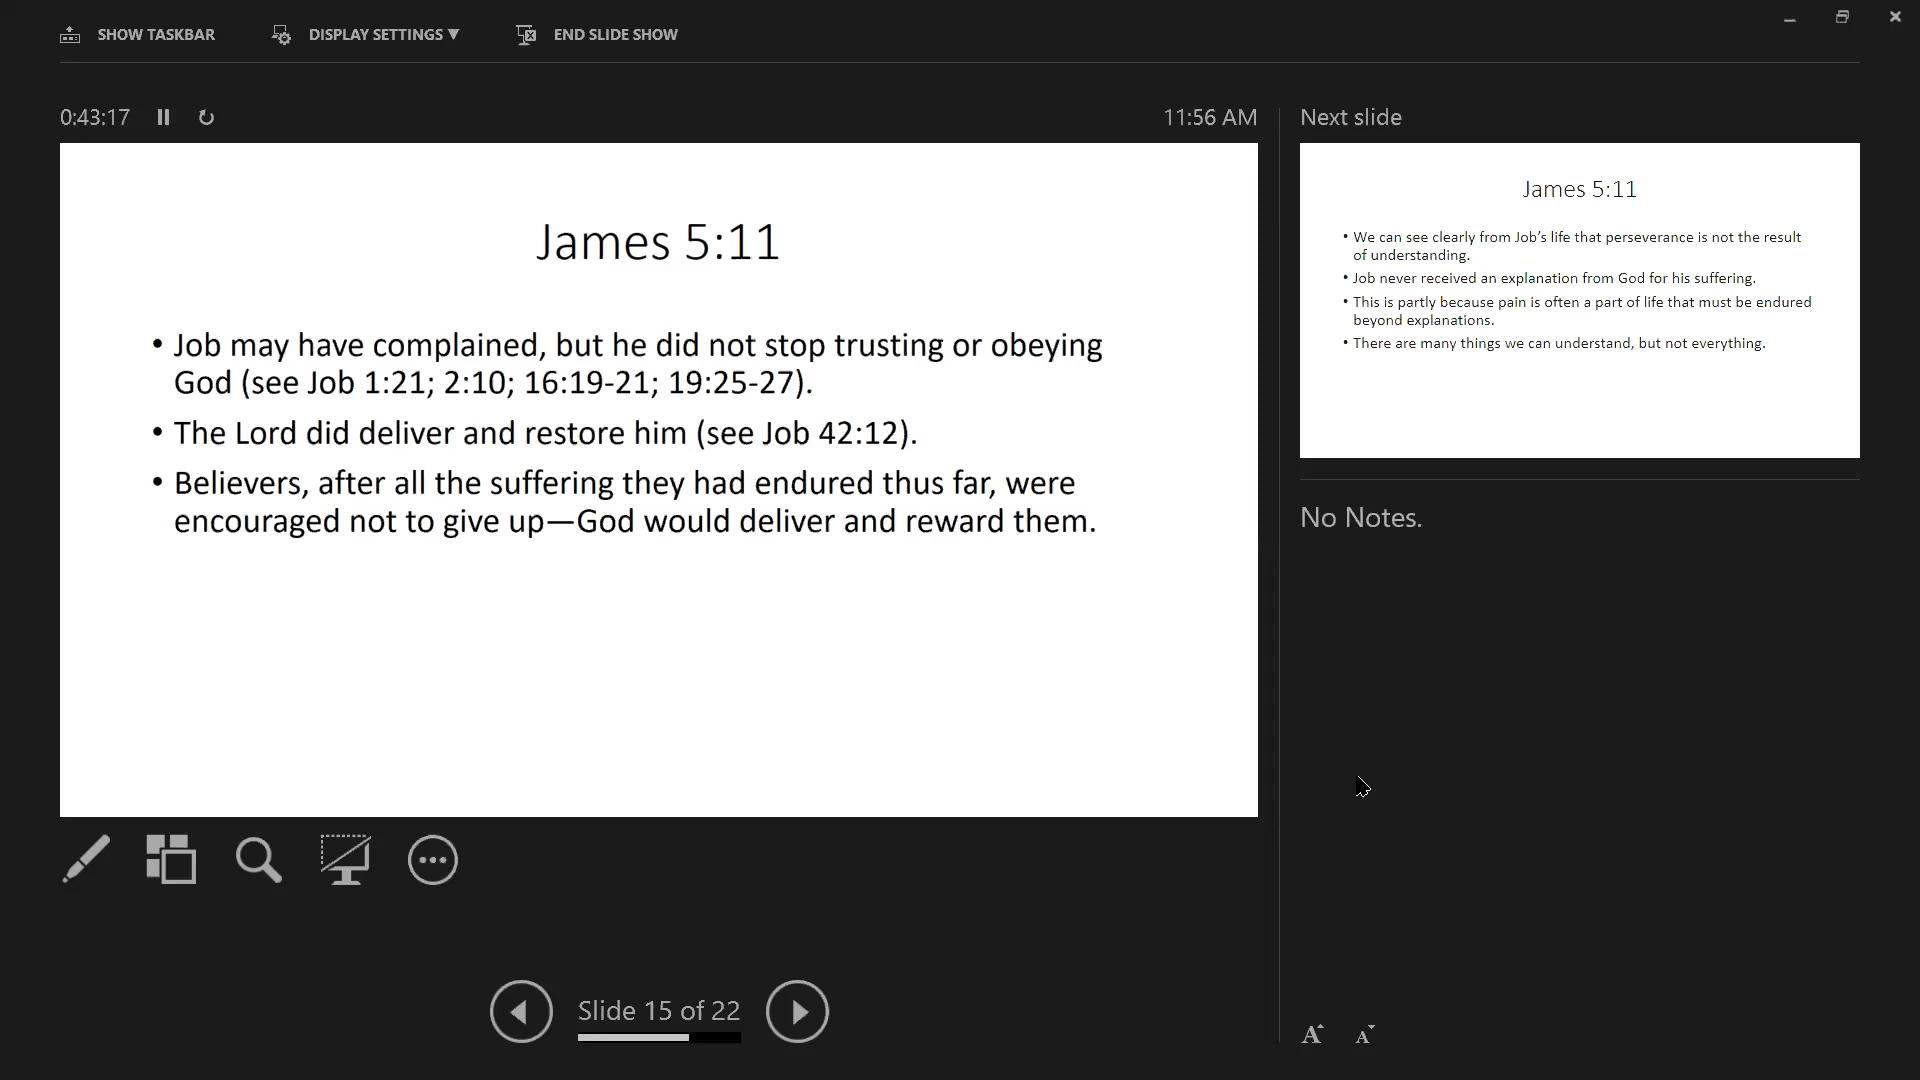 SHOW TASKBAR
DISPLAY SETTINGS ▼
END SLIDE SHOW
0:43:17
11:56 AM
James 5:11
• Job may have complained, but he did not stop trusting or obeying
God (see Job 1:21; 2:10; 16:19-21; 19:25-27).
• The Lord did deliver and restore him (see Job 42:12).
• Believers, after all the suffering they had endured thus far, were
encouraged not to give up—God would deliver and reward them.
Slide 15 of 22
Next slide
James 5:11
• We can see clearly from Job’s life that perseverance is not the result
of understanding.
• Job never received an explanation from God for his suffering.
• This is partly because pain is often a part of life that must be endured
beyond explanations.
• There are many things we can understand, but not everything.
No Notes.
A A